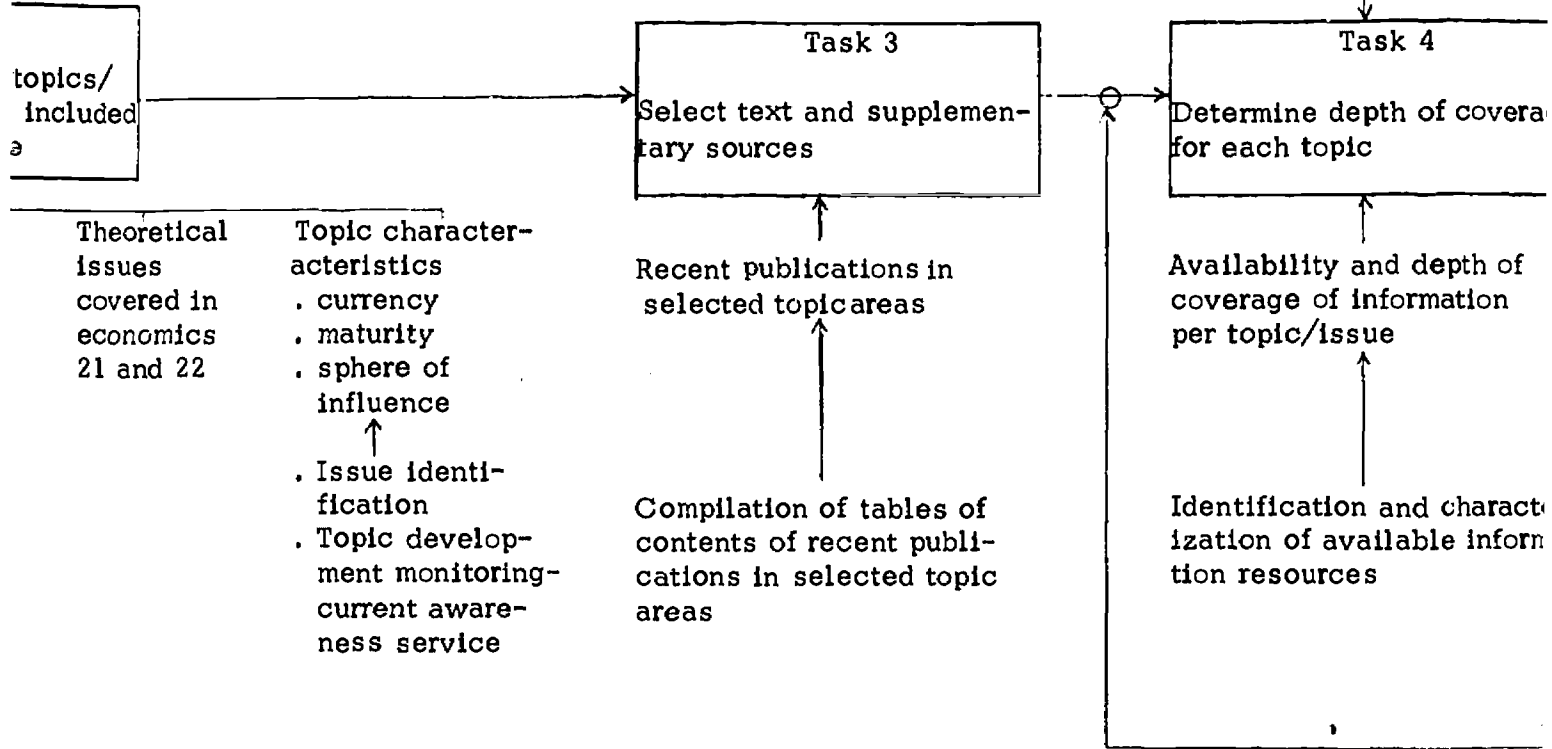 topics/
included
Task 3
Select text and supplemen-
tary sources
Task 4
Determine depth of covera
for each topic
Theoretical
issues
covered in
economics
21 and 22
Topic character-
acteristics
. currency
. maturity
. sphere of
influence
. Issue identi-
fication
. Topic develop-
ment monitoring-
current aware-
ness service
Recent publications in
selected topic areas
Compilation of tables of
contents of recent publi-
cations in selected topic
areas
Availability and depth of
coverage of information
per topic/issue
Identification and charact
ization of available inform
tion resources